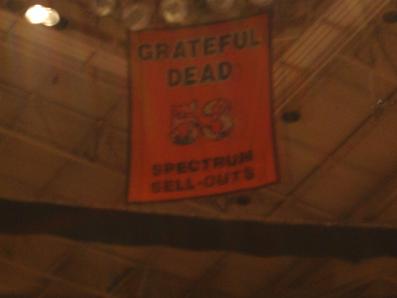 GRATEFUL
DEAD
53
SPECTRUM
SELL-OUTS